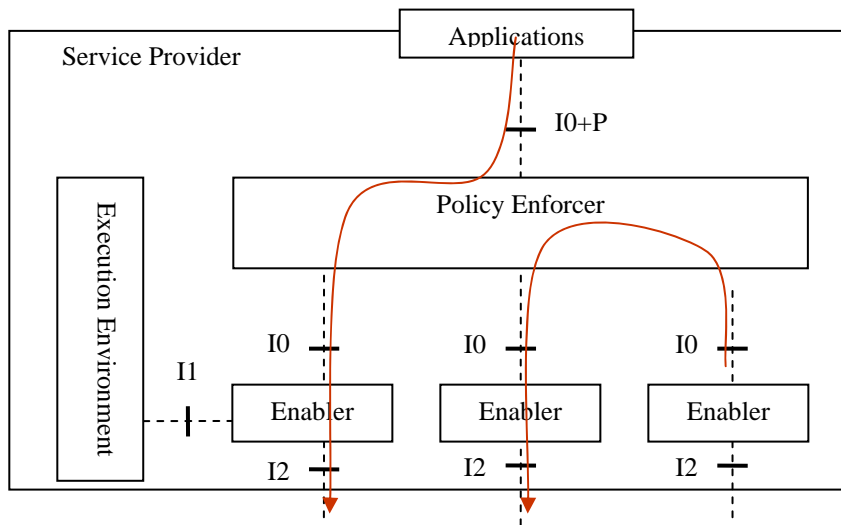 Applications
Service Provider
I0+P
Policy Enforcer
Execution Environment
I0
I0
I0
I1
Enabler
Enabler
Enabler
I2
I2
I2